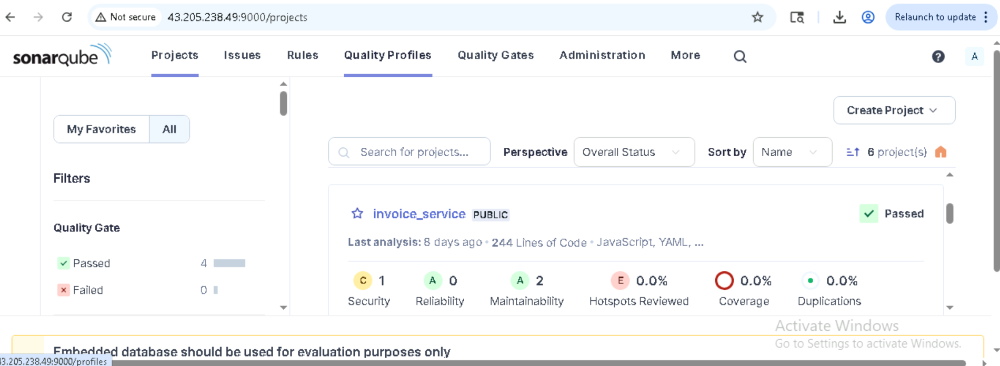 Not secure 43.205.238.49:9000/projects Relaunch to update
sonarqube Projects Issues Rules Quality Profiles Quality Gates Administration More A
Create Project
My Favorites All
Search for projects... Perspective Overall Status Sort by Name 6 project(s)
Filters
invoice_service PUBLIC Passed
Quality Gate
Last analysis: 8 days ago • 244 Lines of Code • JavaScript, YAML, ...
Passed 4
C 1 A 0 A 2 E 0.0% 0.0% 0.0%
Failed 0
Security Reliability Maintainability Hotspots Reviewed Coverage Duplications
Activate Windows
Go to Settings to activate Windows.
Embedded database should be used for evaluation purposes only
43.205.238.49:9000/profiles